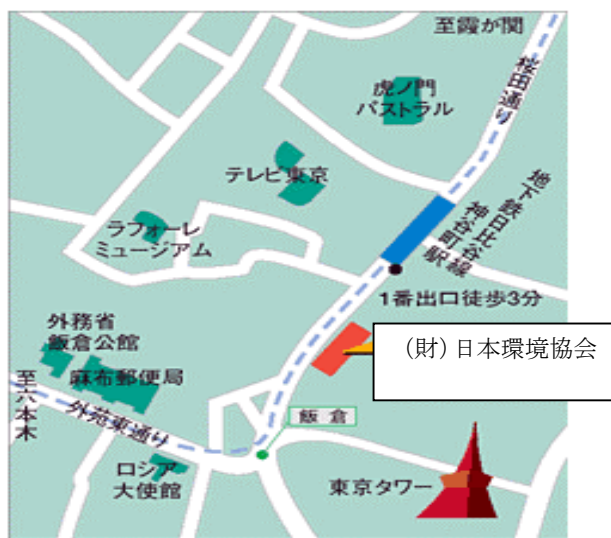 至霞が関
桜田通り
虎ノ門
パストラル
テレビ東京
地下鉄日比谷線
神谷町駅
ラフォーレ
ミュージアム
1番出口徒歩3分
外務省
飯倉公館
(財)日本環境協会
麻布郵便局
至六本木
外苑東通り
飯倉
ロシア
大使館
東京タワー